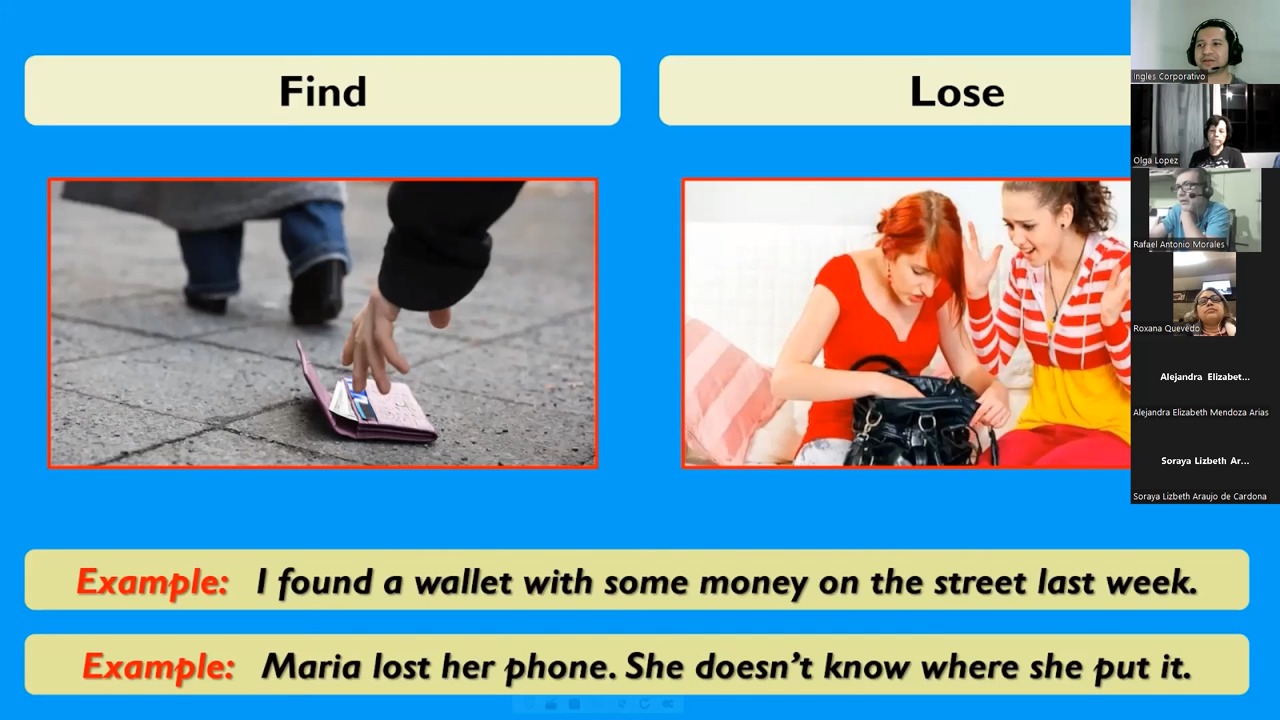 Find
Lose
Example: I found a wallet with some money on the street last week.
Example: Maria lost her phone. She doesn’t know where she put it.
Ingles Corporativo
Olga Lopez
Rafael Antonio Morales
Roxana Quevedo
Alejandra Elizabet...
Alejandra Elizabeth Mendoza Arias
Soraya Lizbeth Ar...
Soraya Lizbeth Araujo de Cardona